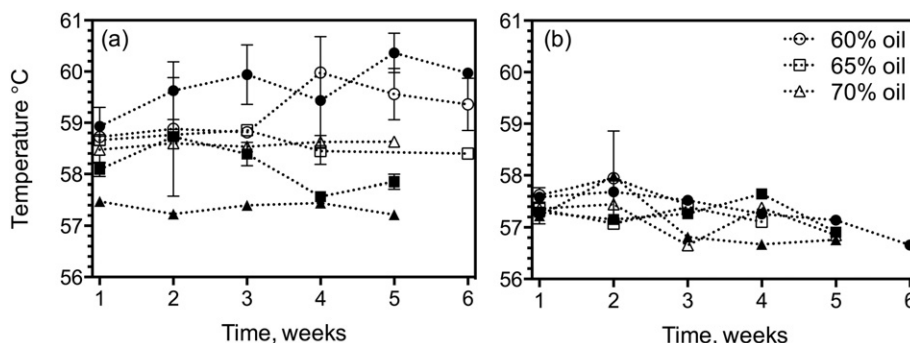 61
60
59
58
57
56
(a)
Temperature °C
1 2 3 4 5 6
Time, weeks
61
60
59
58
57
56
(b)
60% oil
65% oil
70% oil
1 2 3 4 5 6
Time, weeks